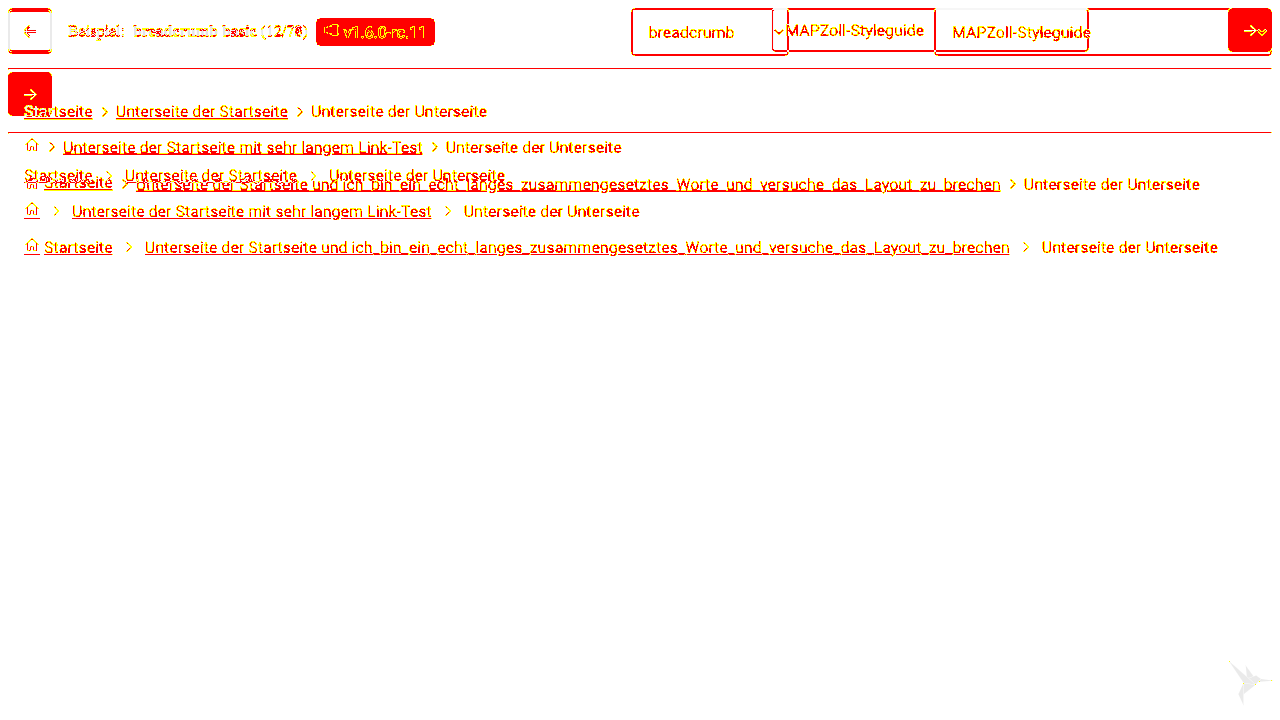 Beispiel: breadcrumb basic (12/78) v1.6.0-rc.11 breadcrumb MAPZoll-Styleguide MAPZoll-Styleguide
Startseite Unterseite der Startseite Unterseite der Unterseite
Unterseite der Startseite mit sehr langem Link-Test Unterseite der Unterseite
Startseite Unterseite der Startseite Unterseite der Unterseite
Startseite Unterseite der Startseite und ich_bin_ein_echt_langes_zusammengesetztes_Worte_und_versuche_das_Layout_zu_brechen Unterseite der Unterseite
Unterseite der Startseite mit sehr langem Link-Test Unterseite der Unterseite
Startseite Unterseite der Startseite und ich_bin_ein_echt_langes_zusammengesetztes_Worte_und_versuche_das_Layout_zu_brechen Unterseite der Unterseite